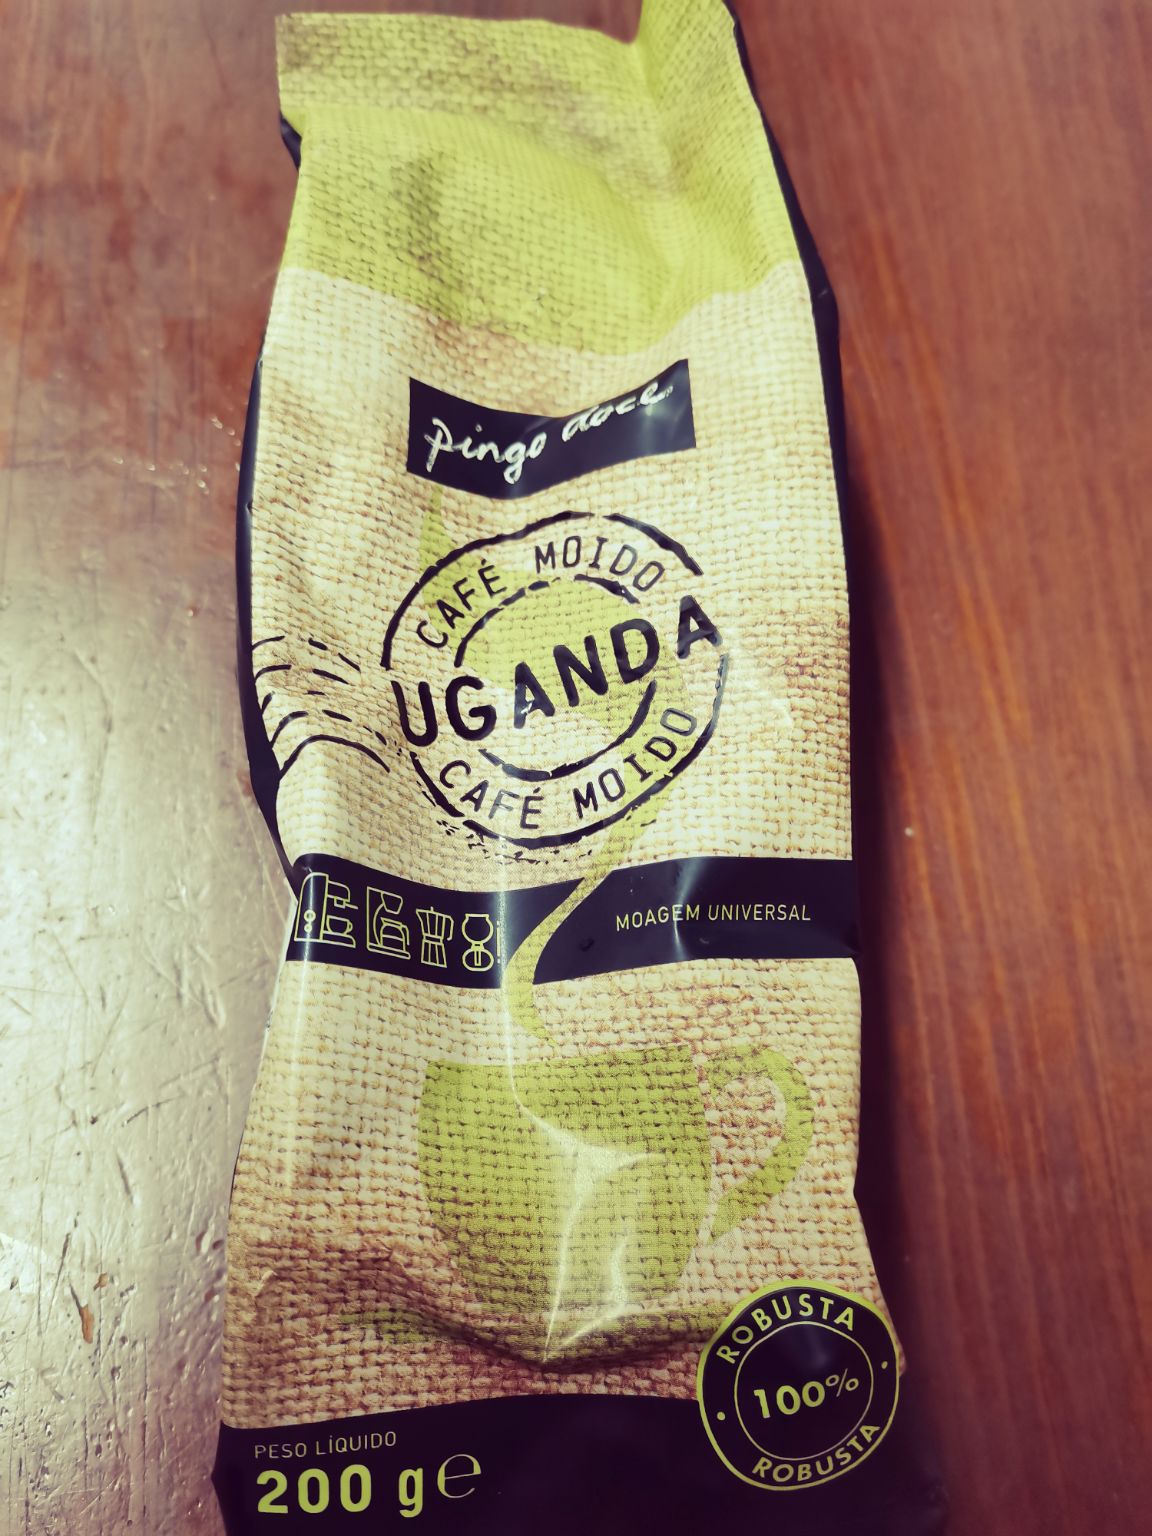 pingo doce
CAFÉ MOIDO
UGANDA
CAFÉ MOIDO
MOAGEM UNIVERSAL
ROBUSTA
100%
ROBUSTA
PESO LÍQUIDO
200 g e